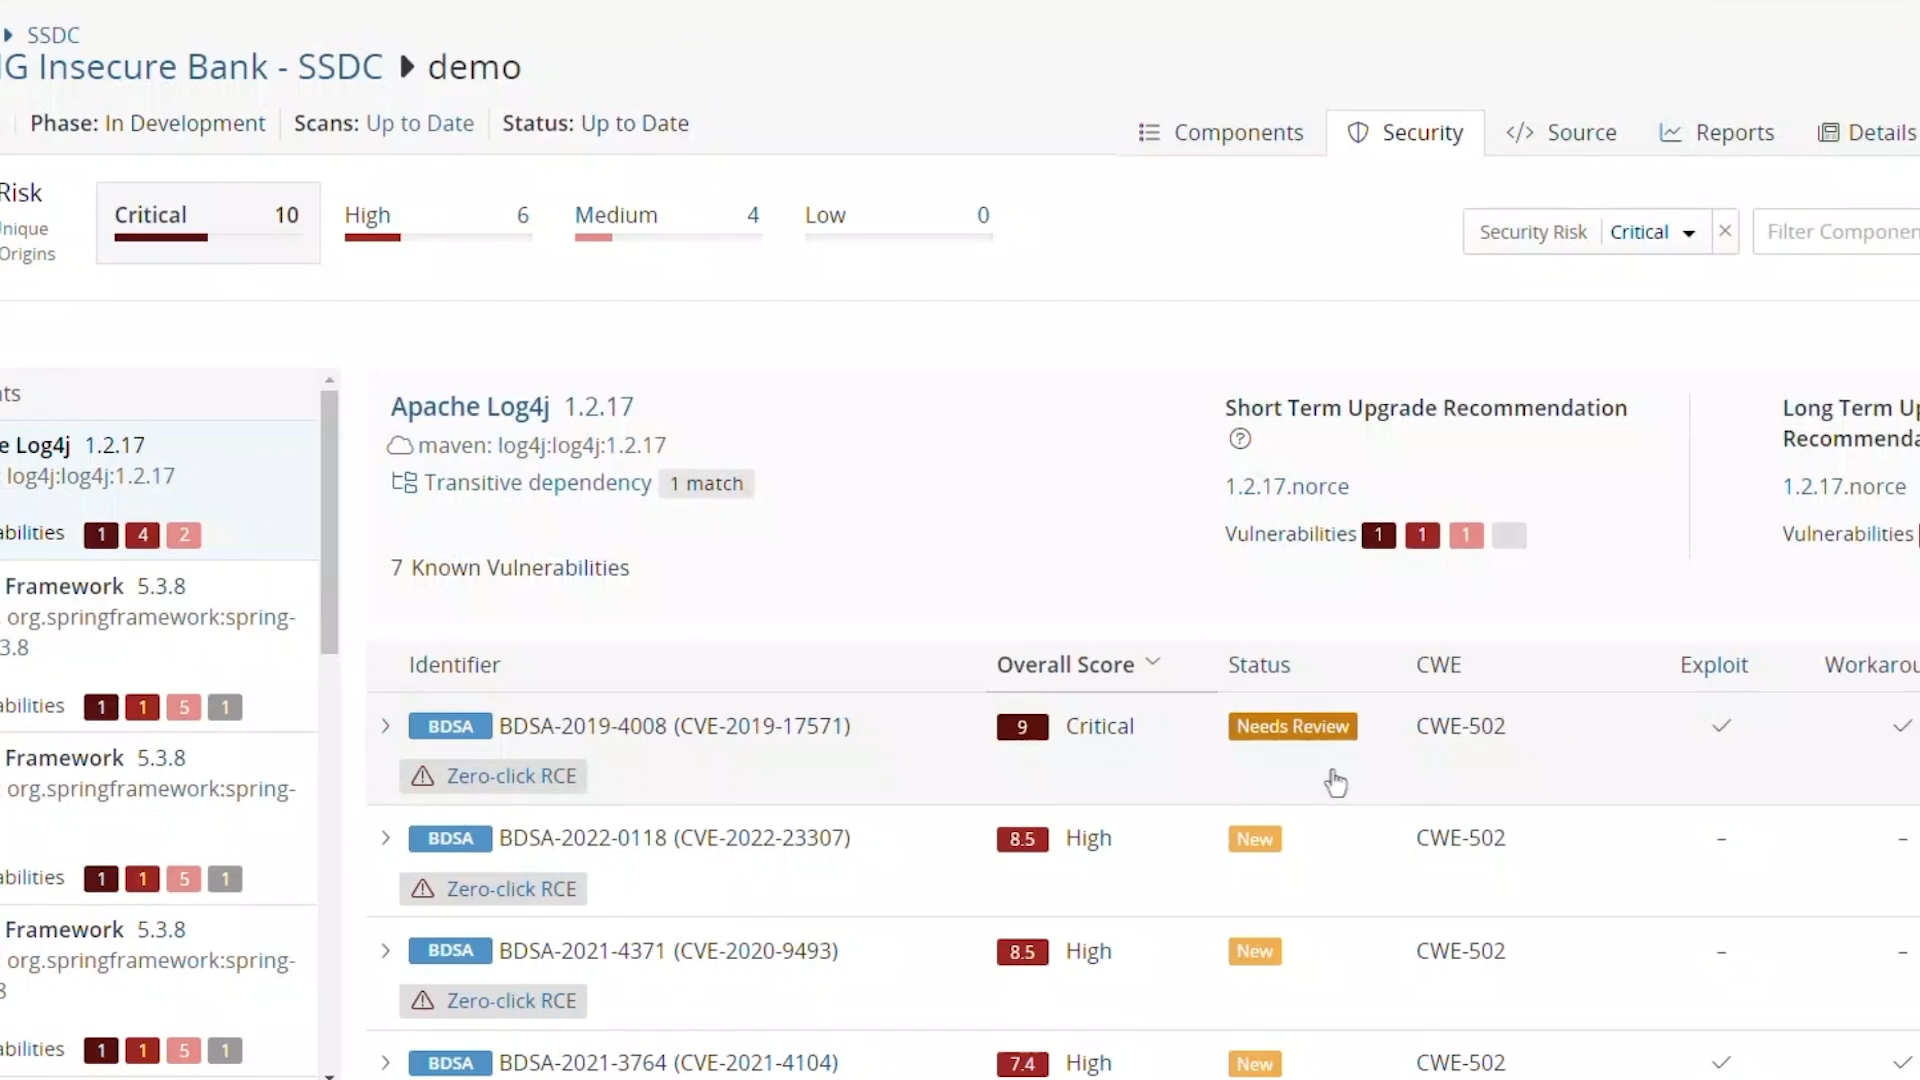 SSDC
IG Insecure Bank - SSDC demo
Phase: In Development Scans: Up to Date Status: Up to Date
Components Security Source Reports Details
Risk
Unique
Origins
Critical 10 High 6 Medium 4 Low 0
Security Risk Critical × Filter Componen
nts
e Log4j 1.2.17
log4j:log4j:1.2.17
abilities 1 4 2
Framework 5.3.8
org.springframework:spring-
3.8
abilities 1 1 5 1
Framework 5.3.8
org.springframework:spring-
abilities 1 1 5 1
Framework 5.3.8
org.springframework:spring-
8
abilities 1 1 5 1
Apache Log4j 1.2.17
maven: log4j:log4j:1.2.17
Transitive dependency 1 match
7 Known Vulnerabilities
Short Term Upgrade Recommendation
?
1.2.17.norce
Vulnerabilities 1 1 1
Long Term Up
Recommenda
1.2.17.norce
Vulnerabilities
Identifier Overall Score Status CWE Exploit Workarou
BDSA BDSA-2019-4008 (CVE-2019-17571) 9 Critical Needs Review CWE-502
Zero-click RCE
BDSA BDSA-2022-0118 (CVE-2022-23307) 8.5 High New CWE-502 – –
Zero-click RCE
BDSA BDSA-2021-4371 (CVE-2020-9493) 8.5 High New CWE-502 – –
Zero-click RCE
BDSA BDSA-2021-3764 (CVE-2021-4104) 7.4 High New CWE-502